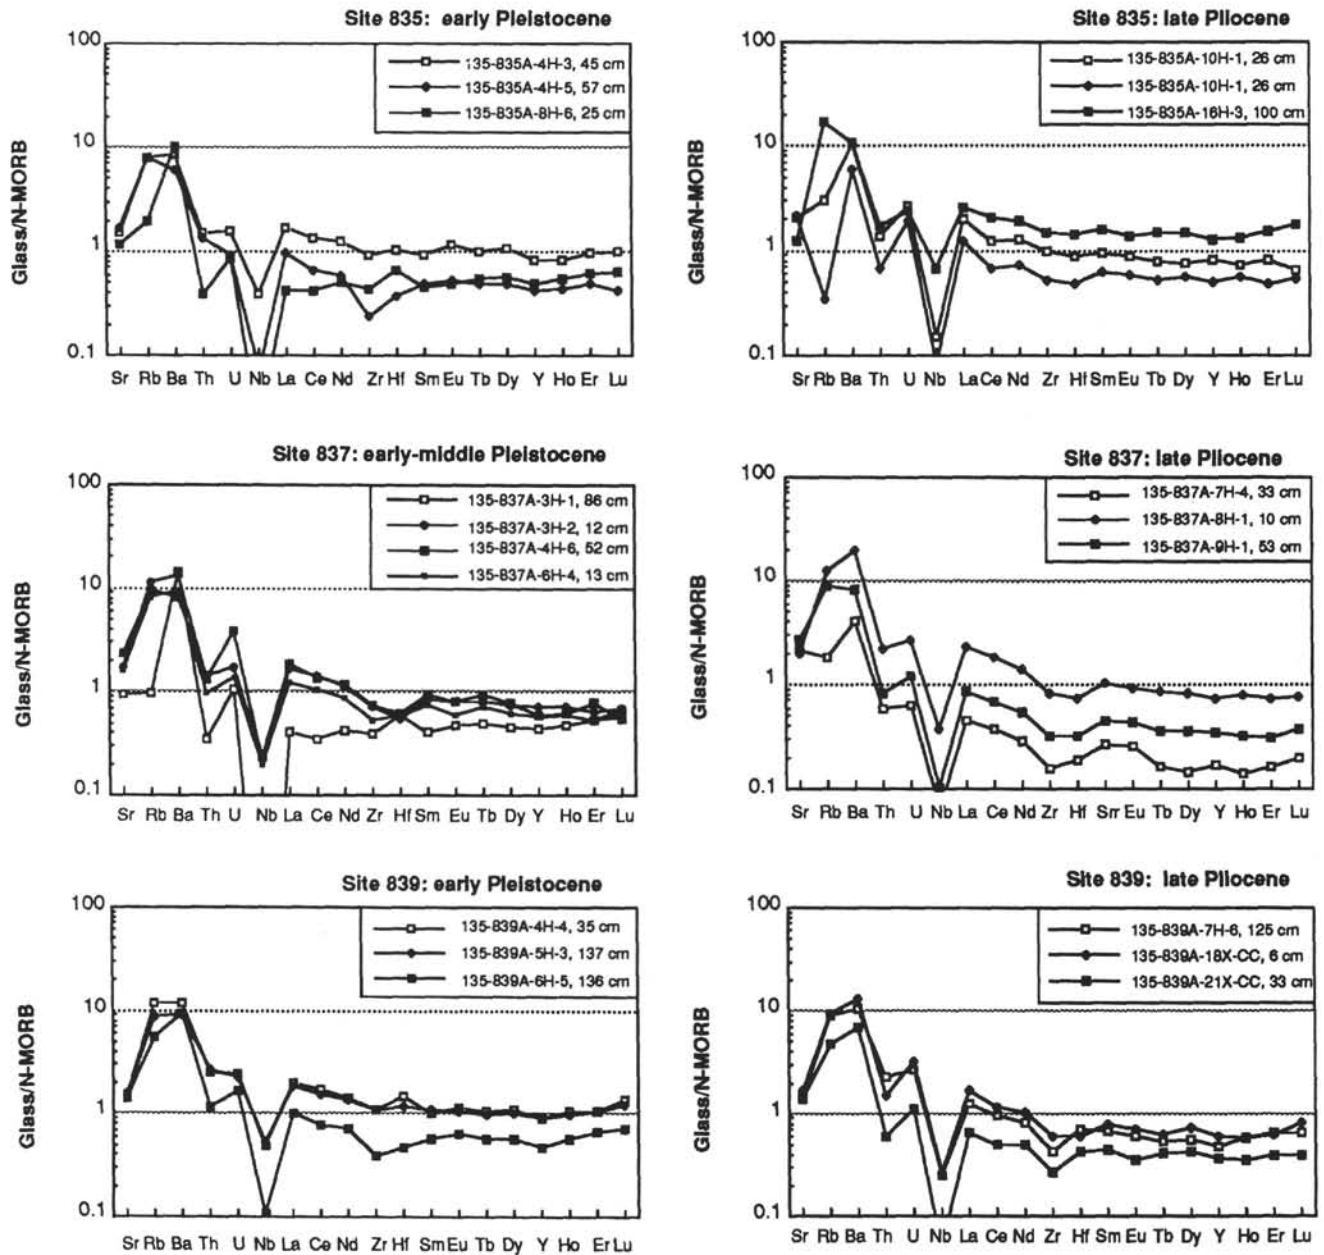 Site 835: early Pleistocene
100
10
1
0.1
Glass/N-MORB
135-835A-4H-3, 45 cm
135-835A-4H-5, 57 cm
135-835A-8H-6, 25 cm
Sr Rb Ba Th U Nb La Ce Nd Zr Hf Sm Eu Tb Dy Y Ho Er Lu
Site 835: late Pliocene
100
10
1
0.1
Glass/N-MORB
135-835A-10H-1, 26 cm
135-835A-10H-1, 26 cm
135-835A-16H-3, 100 cm
Sr Rb Ba Th U Nb La Ce Nd Zr Hf Sm Eu Tb Dy Y Ho Er Lu
Site 837: early-middle Pleistocene
100
10
1
0.1
Glass/N-MORB
135-837A-3H-1, 86 cm
135-837A-3H-2, 12 cm
135-837A-4H-6, 52 cm
135-837A-6H-4, 13 cm
Sr Rb Ba Th U Nb La Ce Nd Zr Hf Sm Eu Tb Dy Y Ho Er Lu
Site 837: late Pliocene
100
10
1
0.1
Glass/N-MORB
135-837A-7H-4, 33 cm
135-837A-8H-1, 10 cm
135-837A-9H-1, 53 cm
Sr Rb Ba Th U Nb La Ce Nd Zr Hf Sm Eu Tb Dy Y Ho Er Lu
Site 839: early Pleistocene
100
10
1
0.1
Glass/N-MORB
135-839A-4H-4, 35 cm
135-839A-5H-3, 137 cm
135-839A-6H-5, 136 cm
Sr Rb Ba Th U Nb La Ce Nd Zr Hf Sm Eu Tb Dy Y Ho Er Lu
Site 839: late Pliocene
100
10
1
0.1
Glass/N-MORB
135-839A-7H-6, 125 cm
135-839A-18X-CC, 6 cm
135-839A-21X-CC, 33 cm
Sr Rb Ba Th U Nb La Ce Nd Zr Hf Sm Eu Tb Dy Y Ho Er Lu